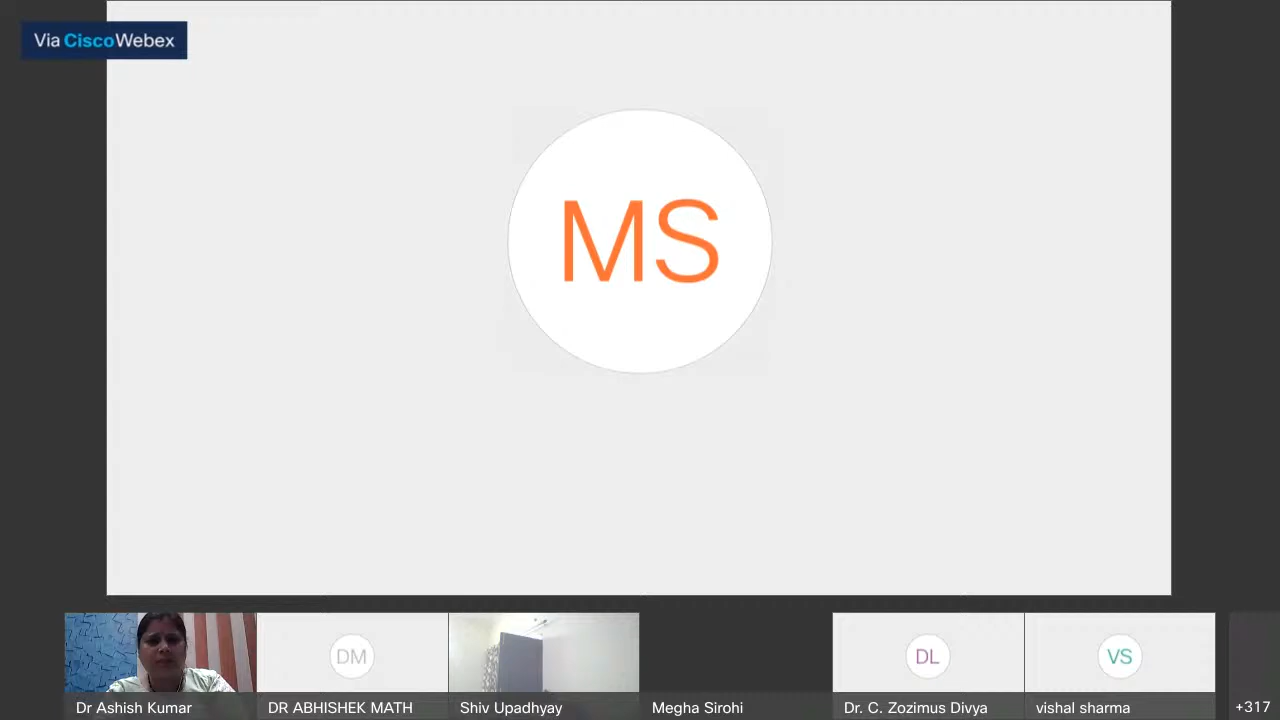 Via CiscoWebex
MS
DM
DL
VS
Dr Ashish Kumar
DR ABHISHEK MATH
Shiv Upadhyay
Megha Sirohi
Dr. C. Zozimus Divya
vishal sharma
+317